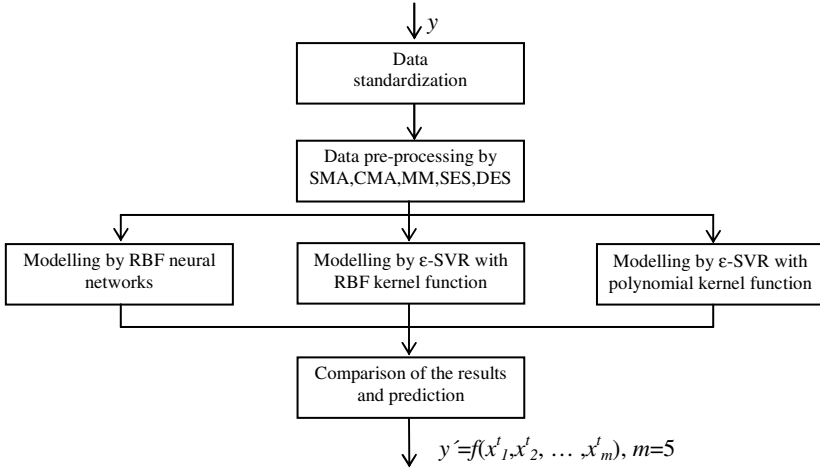 y
Data
standardization
Data pre-processing by
SMA,CMA,MM,SES,DES
Modelling by RBF neural
networks
Modelling by ε-SVR with
RBF kernel function
Modelling by ε-SVR with
polynomial kernel function
Comparison of the results
and prediction
y´=f(xᵗ₁,xᵗ₂, … ,xᵗₘ), m=5